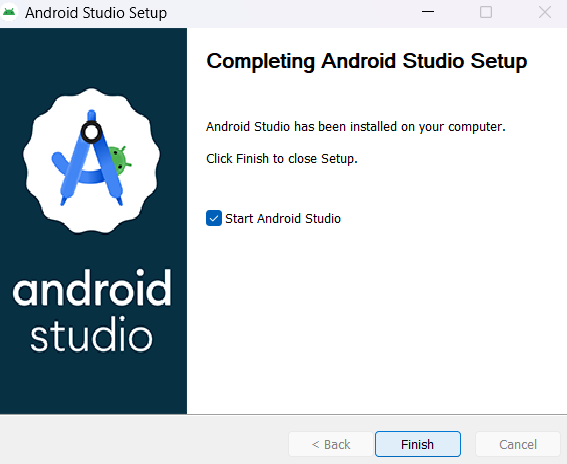 Android Studio Setup
Completing Android Studio Setup
Android Studio has been installed on your computer.
Click Finish to close Setup.
Start Android Studio
android
studio
< Back
Finish
Cancel